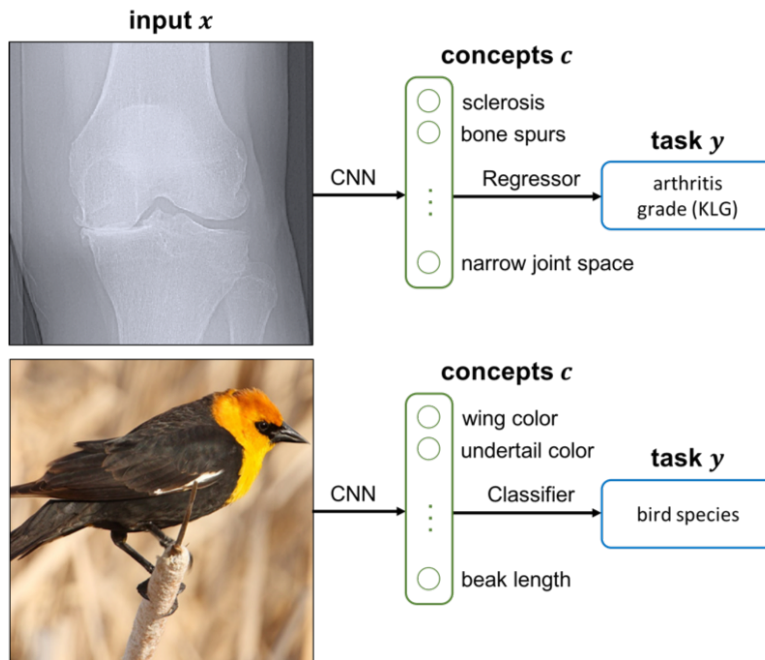 input x
concepts c
sclerosis
bone spurs
CNN
Regressor
task y
arthritis
grade (KLG)
narrow joint space
concepts c
wing color
undertail color
CNN
Classifier
task y
bird species
beak length